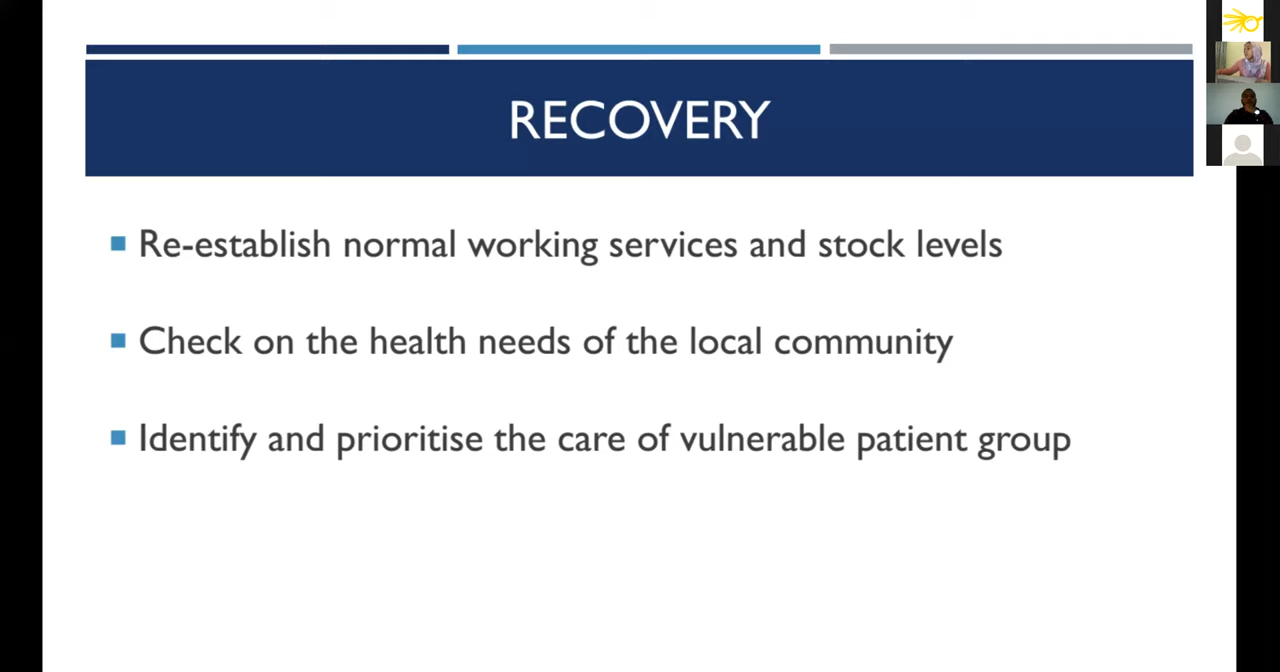 RECOVERY
Re-establish normal working services and stock levels
Check on the health needs of the local community
Identify and prioritise the care of vulnerable patient group